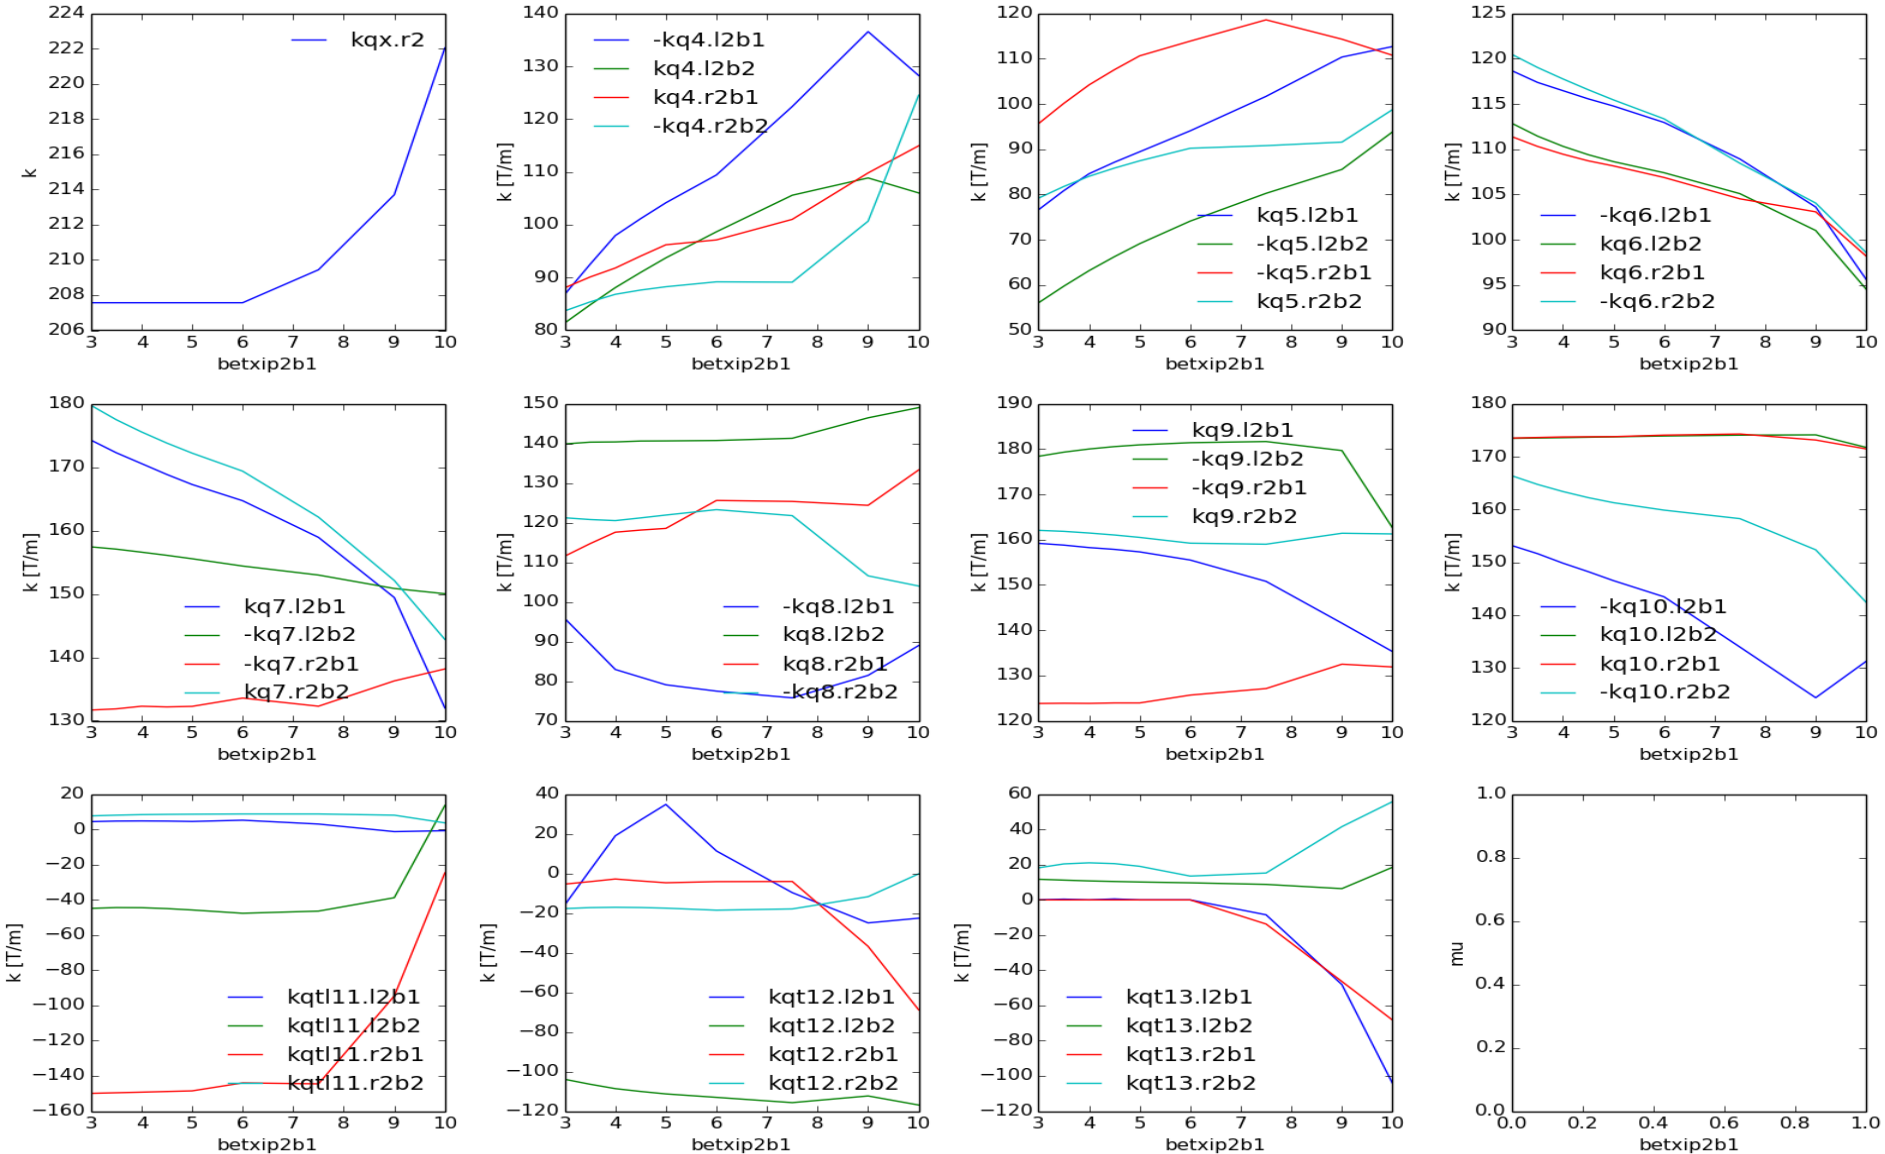 224
222
220
218
216
214
212
210
208
206
k
kqx.r2
3 4 5 6 7 8 9 10
betxip2b1
140
130
120
110
100
90
80
k [T/m]
-kq4.l2b1
kq4.l2b2
kq4.r2b1
-kq4.r2b2
3 4 5 6 7 8 9 10
betxip2b1
120
110
100
90
80
70
60
50
k [T/m]
kq5.l2b1
-kq5.l2b2
-kq5.r2b1
kq5.r2b2
3 4 5 6 7 8 9 10
betxip2b1
125
120
115
110
105
100
95
90
k [T/m]
-kq6.l2b1
kq6.l2b2
kq6.r2b1
-kq6.r2b2
3 4 5 6 7 8 9 10
betxip2b1
180
170
160
150
140
130
k [T/m]
kq7.l2b1
-kq7.l2b2
-kq7.r2b1
kq7.r2b2
3 4 5 6 7 8 9 10
betxip2b1
150
140
130
120
110
100
90
80
70
k [T/m]
-kq8.l2b1
kq8.l2b2
kq8.r2b1
-kq8.r2b2
3 4 5 6 7 8 9 10
betxip2b1
190
180
170
160
150
140
130
120
k [T/m]
kq9.l2b1
-kq9.l2b2
-kq9.r2b1
kq9.r2b2
3 4 5 6 7 8 9 10
betxip2b1
180
170
160
150
140
130
120
k [T/m]
-kq10.l2b1
kq10.l2b2
kq10.r2b1
-kq10.r2b2
3 4 5 6 7 8 9 10
betxip2b1
20
0
−20
−40
−60
−80
−100
−120
−140
−160
k [T/m]
kqtl11.l2b1
kqtl11.l2b2
kqtl11.r2b1
kqtl11.r2b2
3 4 5 6 7 8 9 10
betxip2b1
40
20
0
−20
−40
−60
−80
−100
−120
k [T/m]
kqt12.l2b1
kqt12.l2b2
kqt12.r2b1
kqt12.r2b2
3 4 5 6 7 8 9 10
betxip2b1
60
40
20
0
−20
−40
−60
−80
−100
−120
k [T/m]
kqt13.l2b1
kqt13.l2b2
kqt13.r2b1
kqt13.r2b2
3 4 5 6 7 8 9 10
betxip2b1
1.0
0.8
0.6
0.4
0.2
0.0
mu
0.0 0.2 0.4 0.6 0.8 1.0
betxip2b1